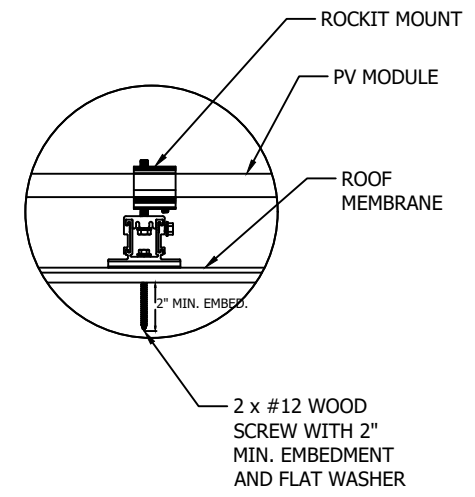 ROCKIT MOUNT
PV MODULE
ROOF
MEMBRANE
2" MIN. EMBED.
2 x #12 WOOD
SCREW WITH 2"
MIN. EMBEDMENT
AND FLAT WASHER